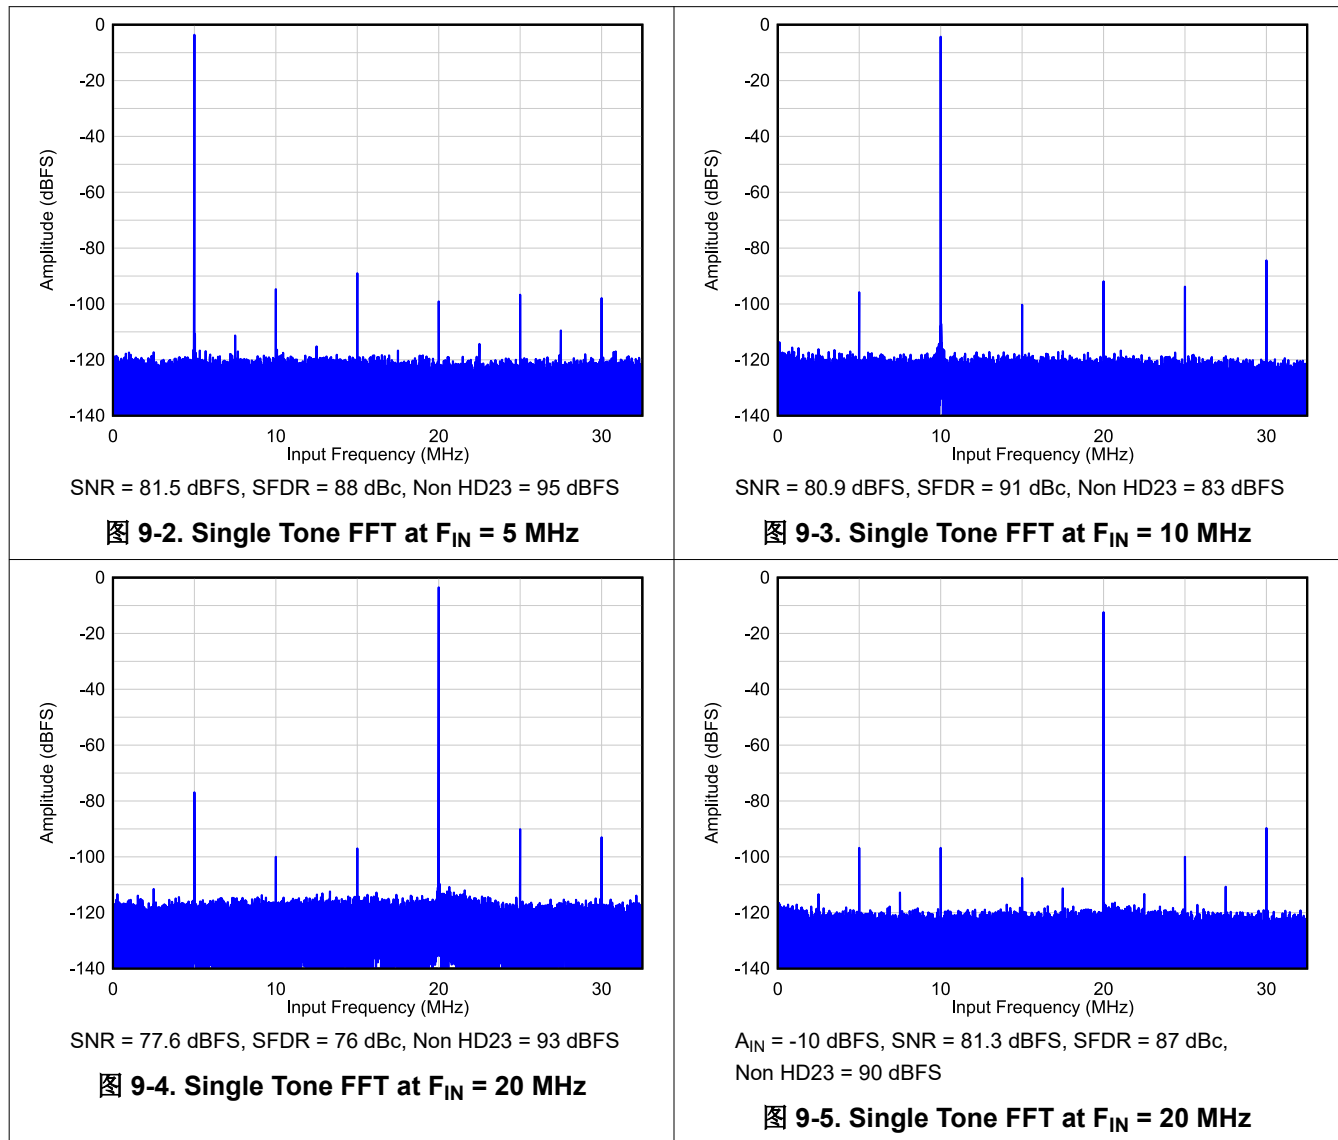 0
-20
-40
-60
-80
-100
-120
-140
Amplitude (dBFS)
0 10 20 30
Input Frequency (MHz)
SNR = 81.5 dBFS, SFDR = 88 dBc, Non HD23 = 95 dBFS
图 9-2. Single Tone FFT at FIN = 5 MHz
0
-20
-40
-60
-80
-100
-120
-140
Amplitude (dBFS)
0 10 20 30
Input Frequency (MHz)
SNR = 80.9 dBFS, SFDR = 91 dBc, Non HD23 = 83 dBFS
图 9-3. Single Tone FFT at FIN = 10 MHz
0
-20
-40
-60
-80
-100
-120
-140
Amplitude (dBFS)
0 10 20 30
Input Frequency (MHz)
SNR = 77.6 dBFS, SFDR = 76 dBc, Non HD23 = 93 dBFS
图 9-4. Single Tone FFT at FIN = 20 MHz
0
-20
-40
-60
-80
-100
-120
-140
Amplitude (dBFS)
0 10 20 30
Input Frequency (MHz)
AIN = -10 dBFS, SNR = 81.3 dBFS, SFDR = 87 dBc,
Non HD23 = 90 dBFS
图 9-5. Single Tone FFT at FIN = 20 MHz